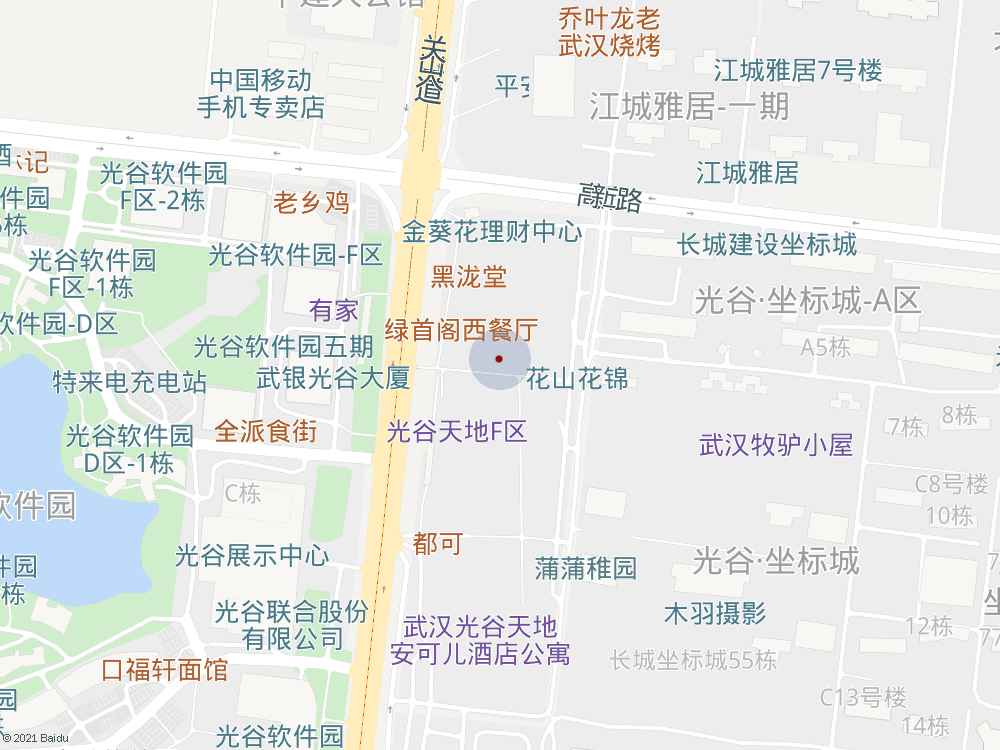 乔叶龙老
武汉烧烤
关山道
中国移动
手机专卖店
平安
江城雅居7号楼
江城雅居-一期
记
光谷软件园
F区-2栋
老乡鸡
江城雅居
高新路
金葵花理财中心
光谷软件园-F区
长城建设坐标城
光谷软件园
F区-1栋
黑泷堂
有家
光谷·坐标城-A区
软件园-D区
绿首阁西餐厅
光谷软件园五期
A5栋
特来电充电站
武银光谷大厦
花山花锦
光谷软件园
D区-1栋
全派食街
光谷天地F区
武汉牧驴小屋
7栋
8栋
C栋
软件园
C8号楼
10栋
都可
光谷展示中心
蒲蒲稚园
光谷·坐标城
光谷联合股份
有限公司
武汉光谷天地
安可儿酒店公寓
木羽摄影
12栋
口福轩面馆
长城坐标城55栋
C13号楼
14栋
光谷软件园
© 2021 Baidu